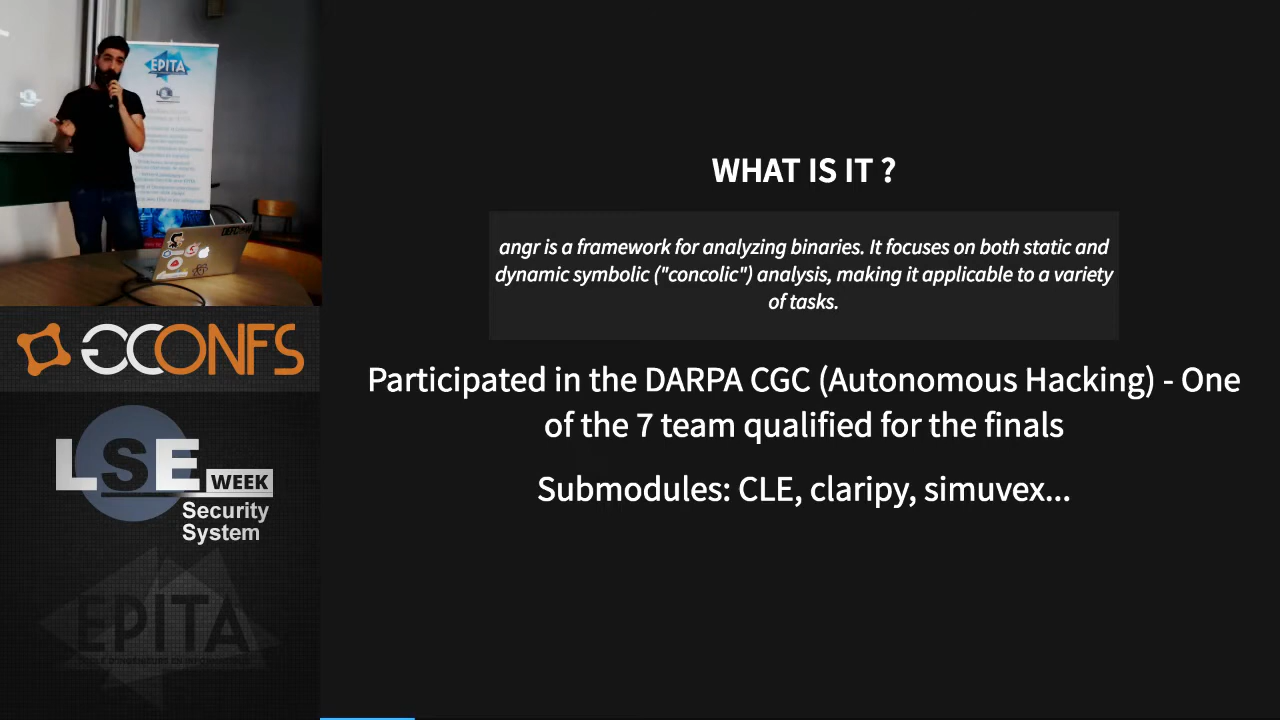 EPITA
WHAT IS IT ?
angr is a framework for analyzing binaries. It focuses on both static and
dynamic symbolic ("concolic") analysis, making it applicable to a variety
of tasks.
Participated in the DARPA CGC (Autonomous Hacking) - One
of the 7 team qualified for the finals
Submodules: CLE, claripy, simuvex...
GCONFS
LSE WEEK
Security
System
EPITA